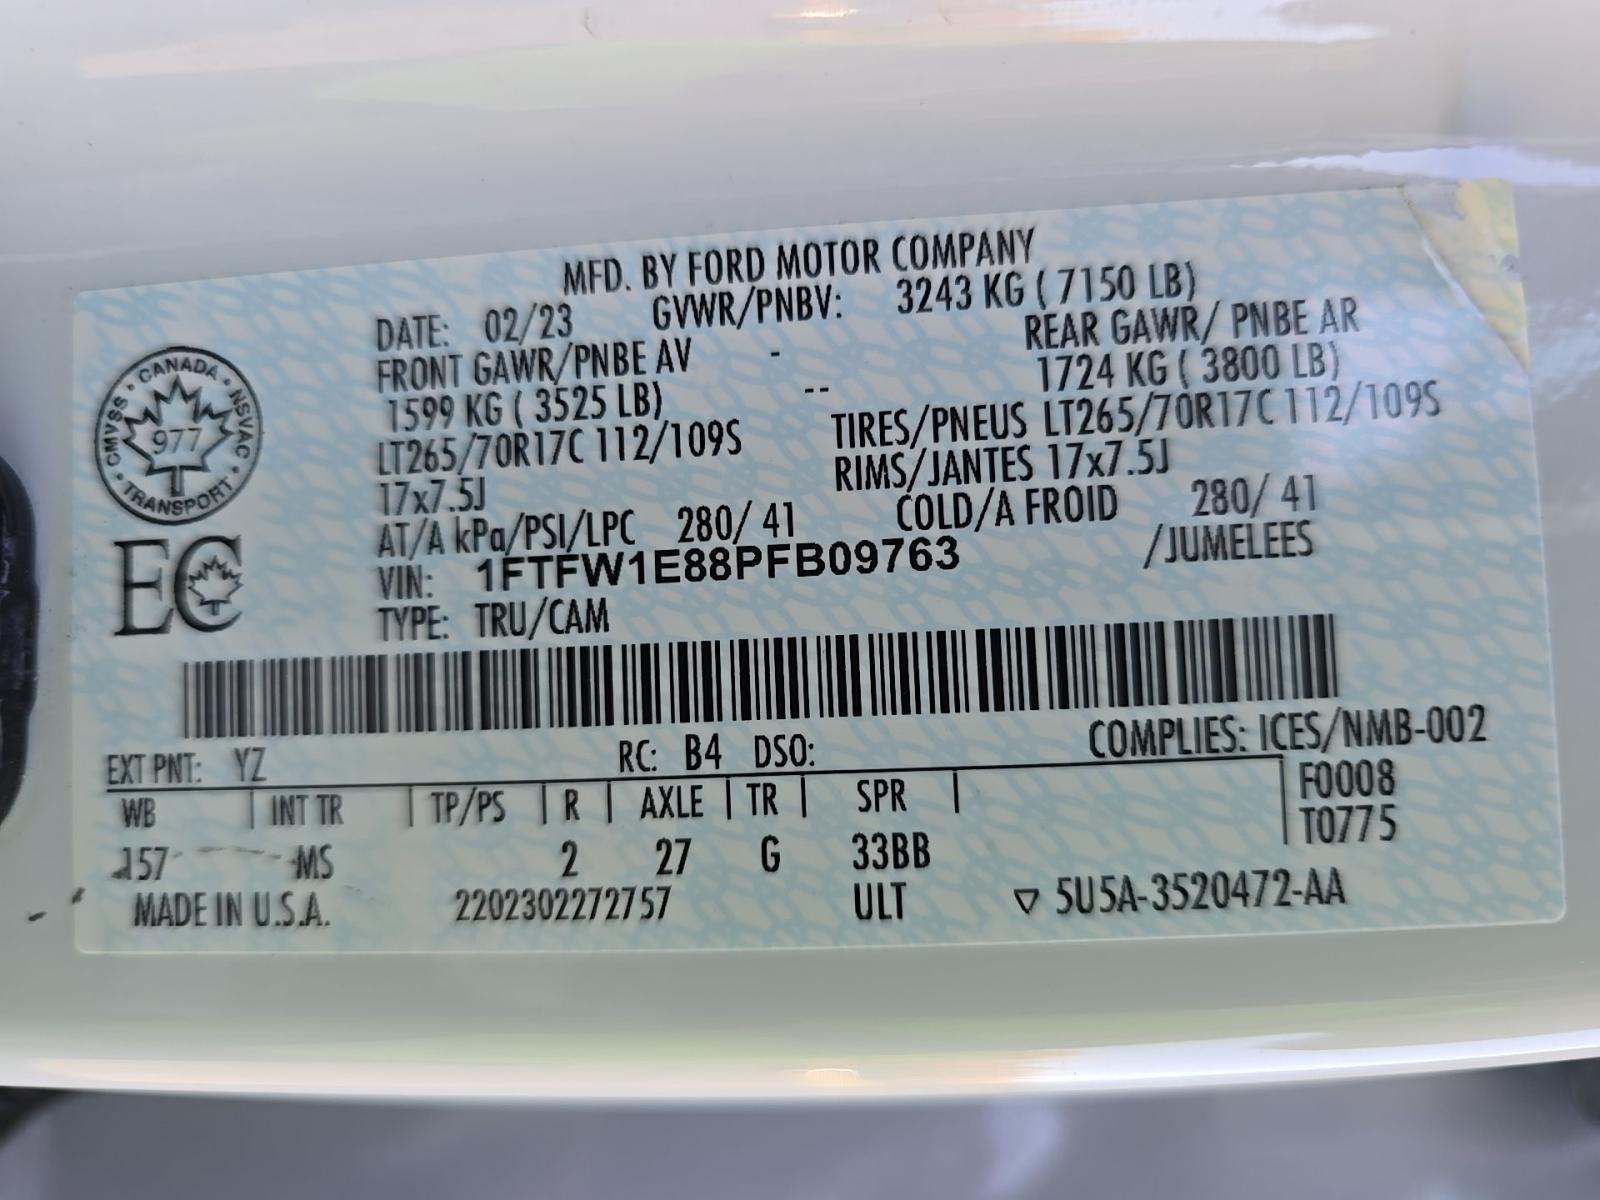 MFD. BY FORD MOTOR COMPANY
DATE: 02/23 GVWR/PNBV: 3243 KG ( 7150 LB)
FRONT GAWR/PNBE AV - REAR GAWR/ PNBE AR
1599 KG ( 3525 LB) -- 1724 KG ( 3800 LB)
LT265/70R17C 112/109S TIRES/PNEUS LT265/70R17C 112/109S
17x7.5J RIMS/JANTES 17x7.5J
AT/A kPa/PSI/LPC 280/ 41 COLD/A FROID 280/ 41
VIN: 1FTFW1E88PFB09763 /JUMELEES
TYPE: TRU/CAM
CANADA
CMVSS • NSVAC
977
TRANSPORT
EC
EXT PNT: YZ RC: B4 DSO: COMPLIES: ICES/NMB-002
WB | INT TR | TP/PS | R | AXLE | TR | SPR | F0008
T0775
157 MS 2 27 G 33BB
MADE IN U.S.A. 2202302272757 ULT ▽ 5U5A-3520472-AA